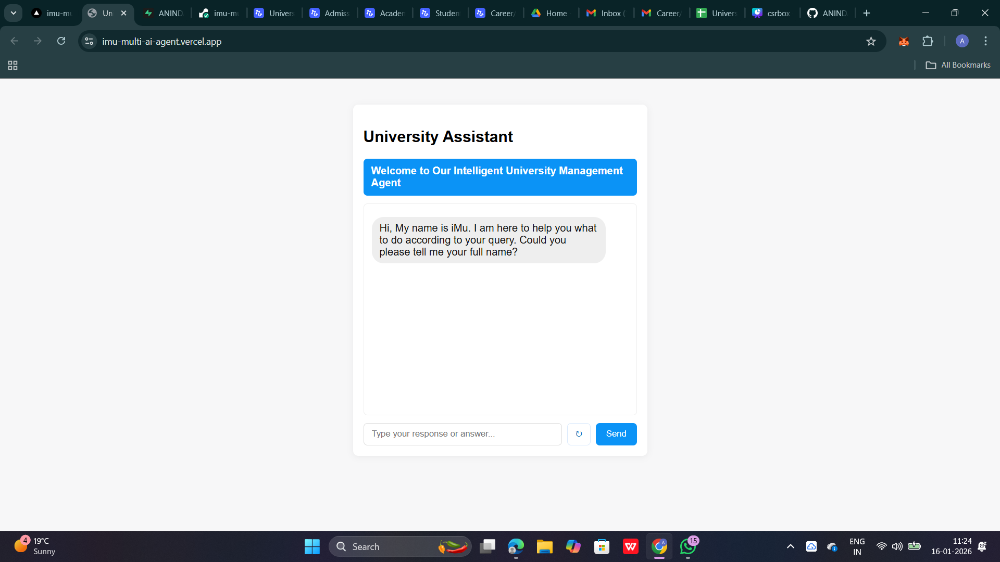 imu-mu
Un
ANIND
imu-mu
Univers
Admiss
Academ
Studen
Career/
Home -
Inbox (
Career/
Univers
csrbox
ANIND
imu-multi-ai-agent.vercel.app
A
All Bookmarks
University Assistant
Welcome to Our Intelligent University Management
Agent
Hi, My name is iMu. I am here to help you what
to do according to your query. Could you
please tell me your full name?
Type your response or answer...
Send
4
19°C
Sunny
Search
A
15
ENG
IN
11:24
16-01-2026